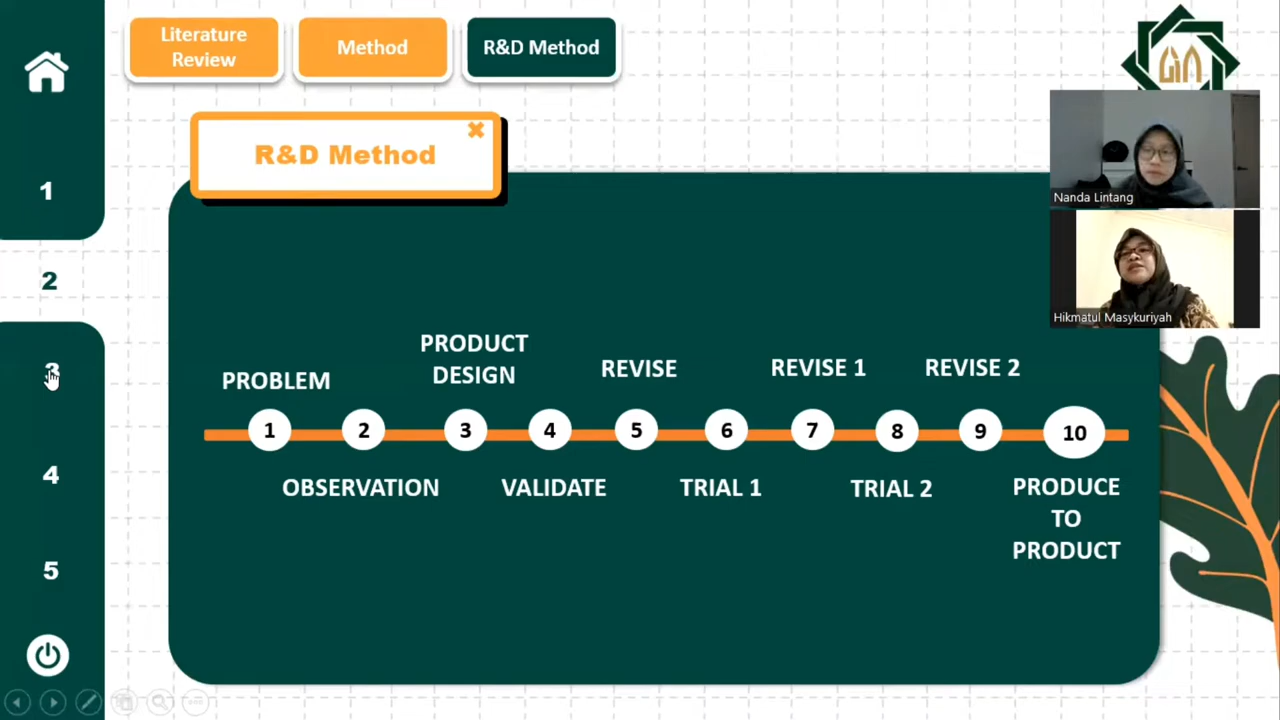 Literature
Review
Method
R&D Method
R&D Method
1
2
3
4
5
Nanda Lintang
Hikmatul Masykuriyah
PROBLEM
PRODUCT
DESIGN
REVISE
REVISE 1
REVISE 2
1
2
3
4
5
6
7
8
9
10
OBSERVATION
VALIDATE
TRIAL 1
TRIAL 2
PRODUCE
TO
PRODUCT